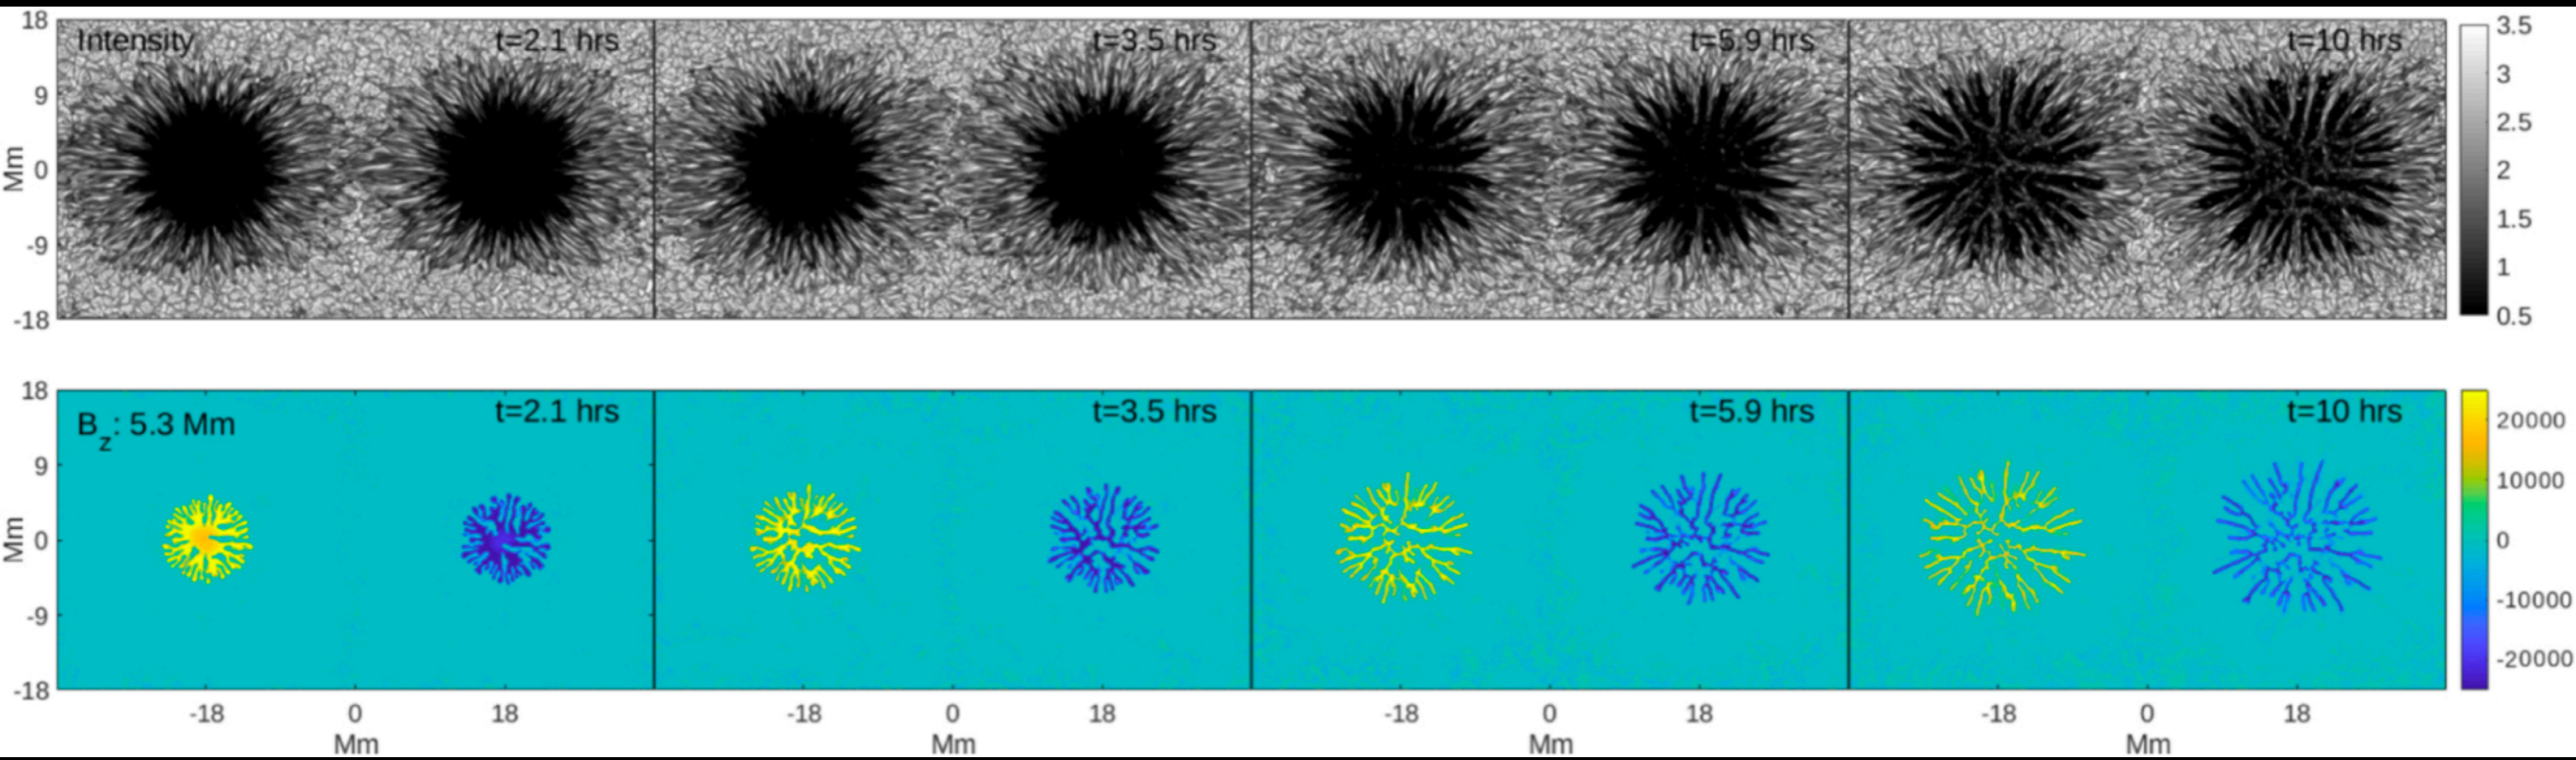 18
9
0
-9
-18
Mm
Intensity
t=2.1 hrs
t=3.5 hrs
t=5.9 hrs
t=10 hrs
3.5
3
2.5
2
1.5
1
0.5
18
9
0
-9
-18
Mm
Bz: 5.3 Mm
t=2.1 hrs
t=3.5 hrs
t=5.9 hrs
t=10 hrs
20000
10000
0
-10000
-20000
-18 0 18 -18 0 18 -18 0 18 -18 0 18
Mm Mm Mm Mm